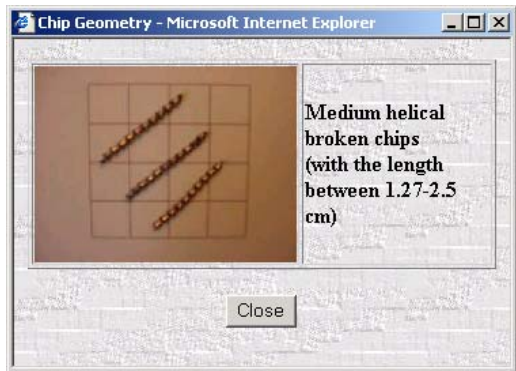 Chip Geometry - Microsoft Internet Explorer
Medium helical
broken chips
(with the length
between 1.27-2.5
cm)
Close